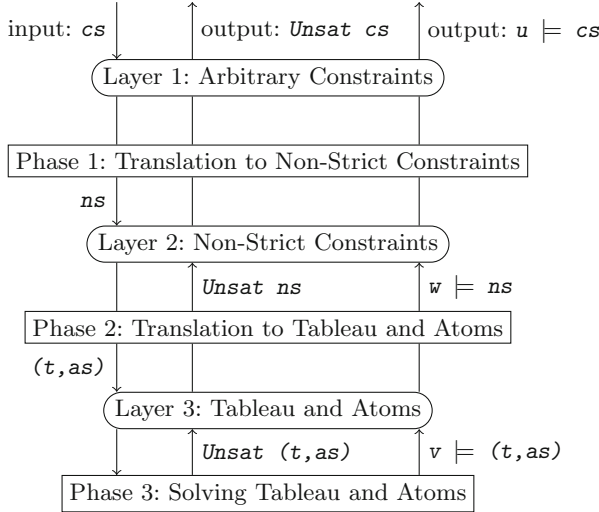 input: cs output: Unsat cs output: u ⊨ cs
Layer 1: Arbitrary Constraints
Phase 1: Translation to Non-Strict Constraints
ns
Layer 2: Non-Strict Constraints
Unsat ns w ⊨ ns
Phase 2: Translation to Tableau and Atoms
(t,as)
Layer 3: Tableau and Atoms
Unsat (t,as) v ⊨ (t,as)
Phase 3: Solving Tableau and Atoms